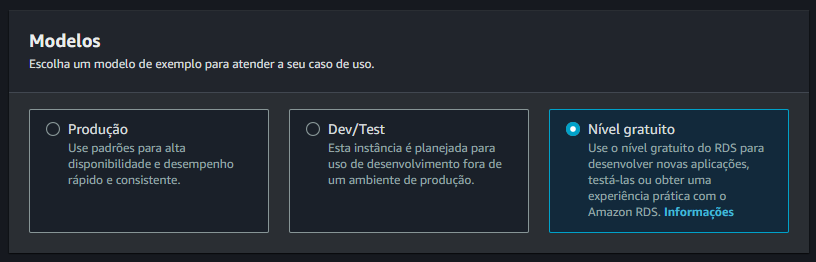 Modelos
Escolha um modelo de exemplo para atender a seu caso de uso.
Produção
Use padrões para alta
disponibilidade e desempenho
rápido e consistente.
Dev/Test
Esta instância é planejada para
uso de desenvolvimento fora de
um ambiente de produção.
Nível gratuito
Use o nível gratuito do RDS para
desenvolver novas aplicações,
testá-las ou obter uma
experiência prática com o
Amazon RDS. Informações